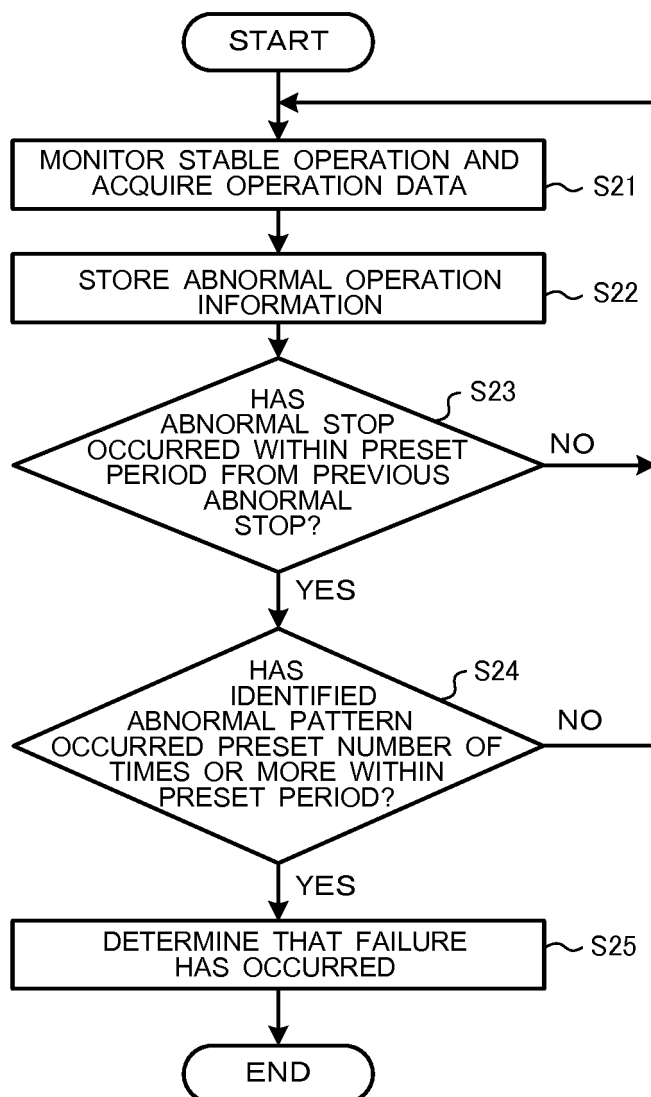 START
MONITOR STABLE OPERATION AND
ACQUIRE OPERATION DATA
S21
STORE ABNORMAL OPERATION
INFORMATION
S22
HAS
ABNORMAL STOP
OCCURRED WITHIN PRESET
PERIOD FROM PREVIOUS
ABNORMAL
STOP?
S23
NO
YES
HAS
IDENTIFIED
ABNORMAL PATTERN
OCCURRED PRESET NUMBER OF
TIMES OR MORE WITHIN
PRESET PERIOD?
S24
NO
YES
DETERMINE THAT FAILURE
HAS OCCURRED
S25
END